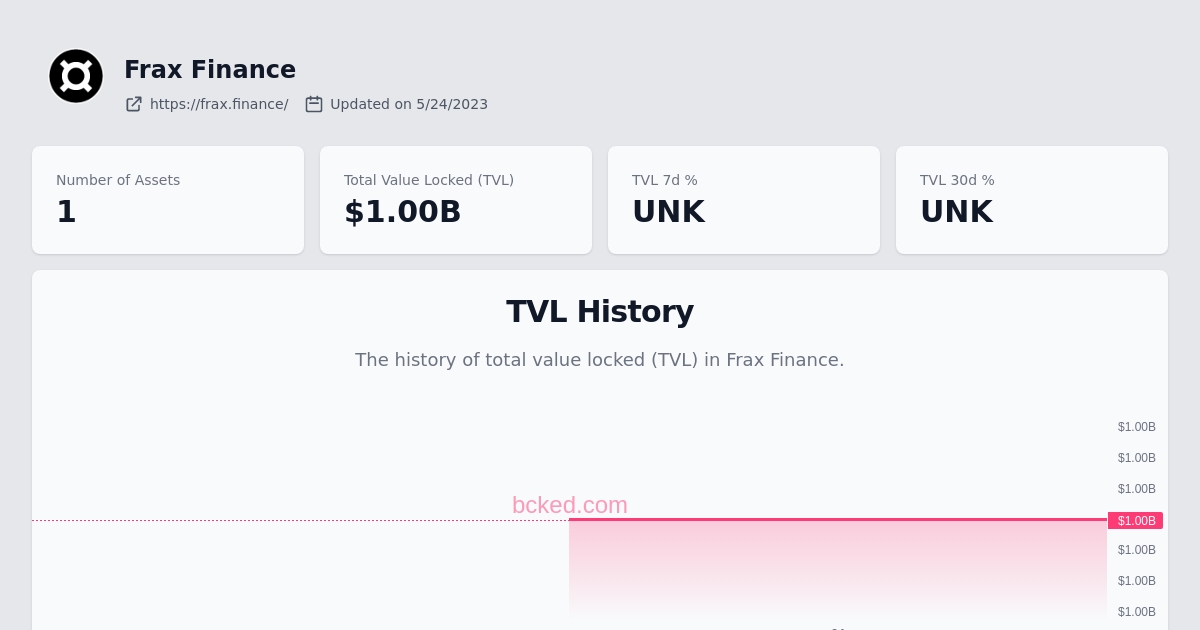 Frax Finance
https://frax.finance/ Updated on 5/24/2023
Number of Assets
1
Total Value Locked (TVL)
$1.00B
TVL 7d %
UNK
TVL 30d %
UNK
TVL History
The history of total value locked (TVL) in Frax Finance.
$1.00B
$1.00B
$1.00B
bcked.com
$1.00B
$1.00B
$1.00B
$1.00B